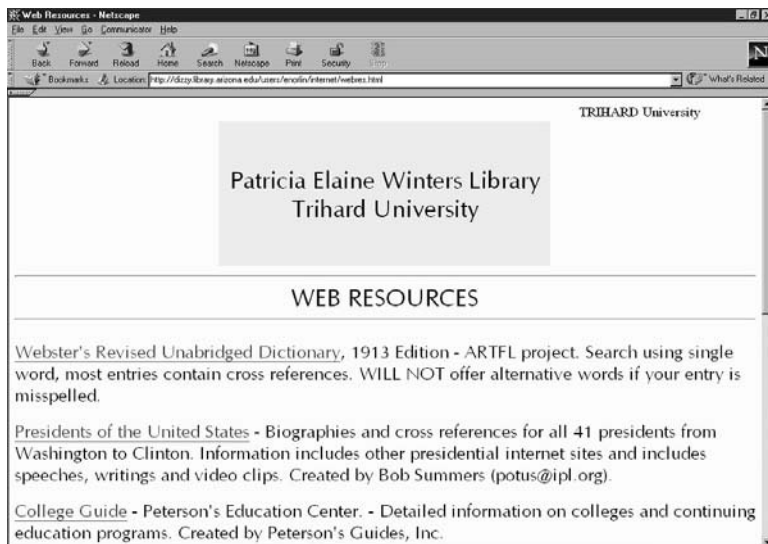 Web Resources - Netscape
File Edit View Go Communicator Help
Back Forward Reload Home Search Netscape Print Security Stop
Bookmarks Location: http://dizzy.library.arizona.edu/users/enorlin/internet/webres.html What's Related
TRIHARD University
Patricia Elaine Winters Library
Trihard University
WEB RESOURCES
Webster's Revised Unabridged Dictionary, 1913 Edition - ARTFL project. Search using single
word, most entries contain cross references. WILL NOT offer alternative words if your entry is
misspelled.
Presidents of the United States - Biographies and cross references for all 41 presidents from
Washington to Clinton. Information includes other presidential internet sites and includes
speeches, writings and video clips. Created by Bob Summers (potus@ipl.org).
College Guide - Peterson's Education Center. - Detailed information on colleges and continuing
education programs. Created by Peterson's Guides, Inc.